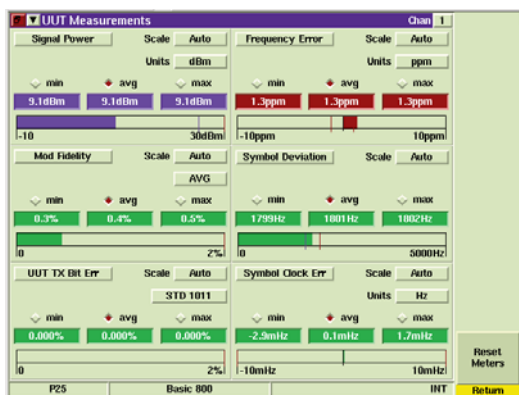 UUT Measurements Chan 1
Signal Power Scale Auto
Units dBm
min avg max
9.1dBm 9.1dBm 9.1dBm
-10 30dBm
Frequency Error Scale Auto
Units ppm
min avg max
1.3ppm 1.3ppm 1.3ppm
-10ppm 10ppm
Mod Fidelity Scale Auto
AVG
min avg max
0.3% 0.4% 0.5%
0 2%
Symbol Deviation Scale Auto
min avg max
1799Hz 1801Hz 1802Hz
0 5000Hz
UUT TX Bit Err Scale Auto
STD 1011
min avg max
0.000% 0.000% 0.000%
0 2%
Symbol Clock Err Scale Auto
Units Hz
min avg max
-2.9mHz 0.1mHz 1.7mHz
-10mHz 10mHz
Reset
Meters
P25 Basic 800 INT Return